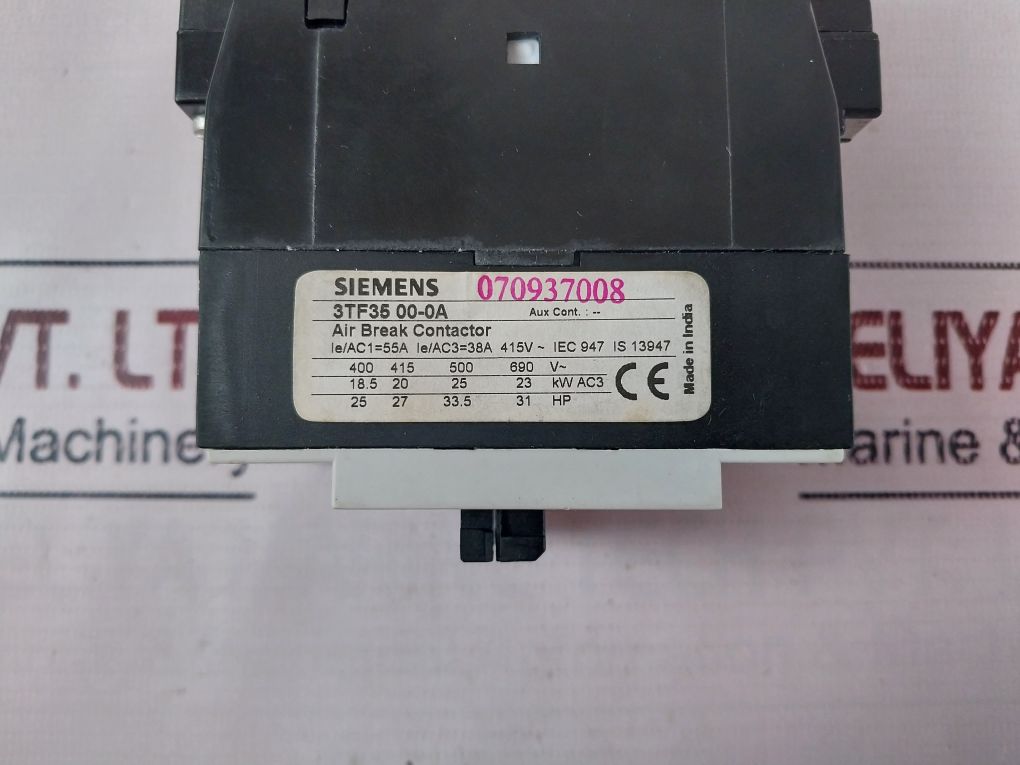 SIEMENS 070937008
3TF35 00-0A Aux Cont. : --
Air Break Contactor
Ie/AC1=55A Ie/AC3=38A 415V ~ IEC 947 IS 13947
400 415 500 690 V~
18.5 20 25 23 kW AC3
25 27 33.5 31 HP
CE
Made in India
VT. LT
ELIYA
Machinery
arine &